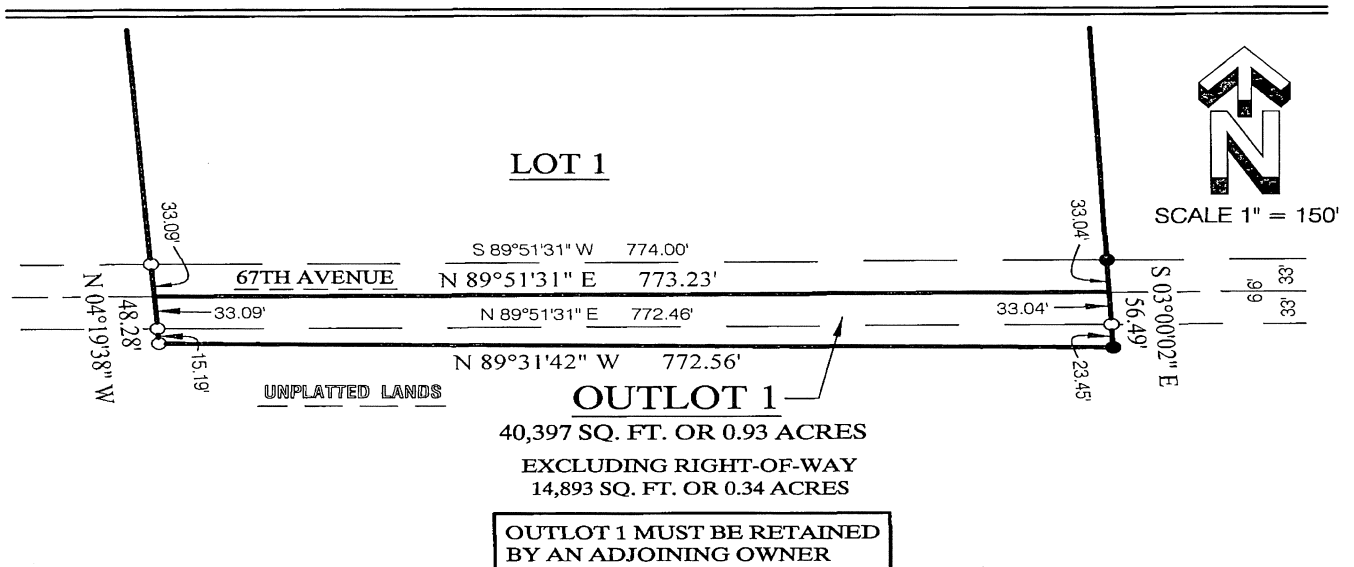 N
SCALE 1" = 150'
LOT 1
33.09'
33.04'
S 89°51'31" W 774.00'
67TH AVENUE N 89°51'31" E 773.23'
33'
66'
33'
N 04°19'38" W
48.28'
33.09'
N 89°51'31" E 772.46'
33.04'
S 03°00'02" E
56.49'
15.19'
N 89°31'42" W 772.56'
23.45'
UNPLATTED LANDS
OUTLOT 1
40,397 SQ. FT. OR 0.93 ACRES
EXCLUDING RIGHT-OF-WAY
14,893 SQ. FT. OR 0.34 ACRES
OUTLOT 1 MUST BE RETAINED
BY AN ADJOINING OWNER